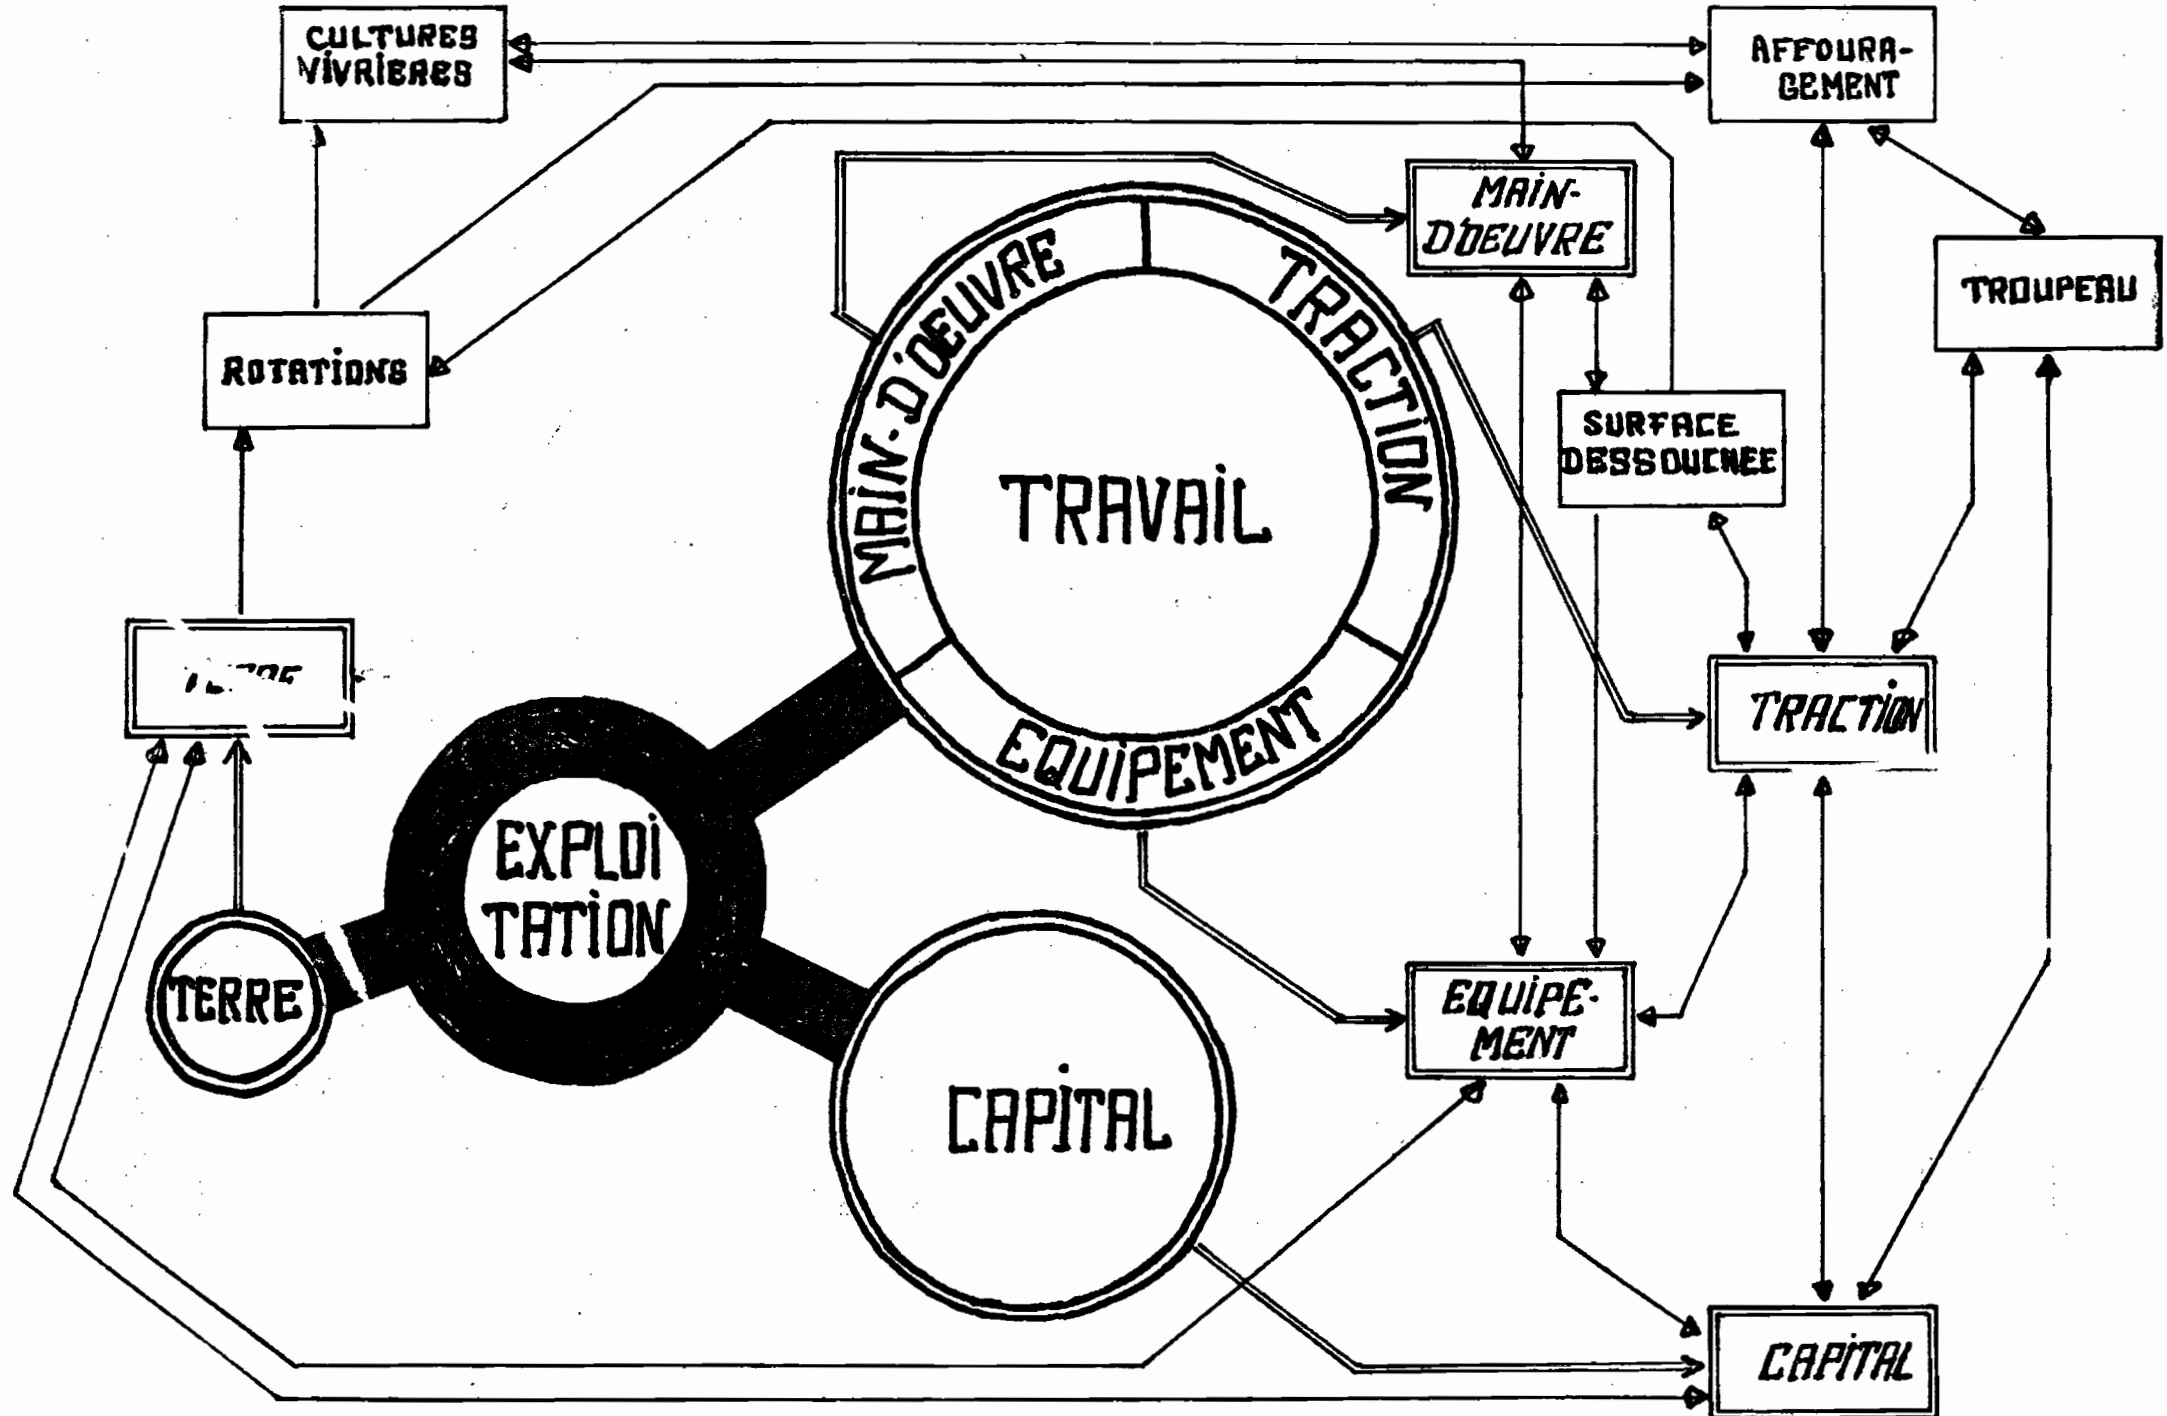 CULTURES
VIVRIERES
AFFOURA-
GEMENT
MAIN-
D'OEUVRE
TROUPEAU
ROTATIONS
MAIN-D'OEUVRE
TRACTION
SURFACE
DESSOUCHEE
TRAVAIL
TRACTION
EQUIPEMENT
EXPLOI
TATION
TERRE
EQUIPE-
MENT
CAPITAL
CAPITAL